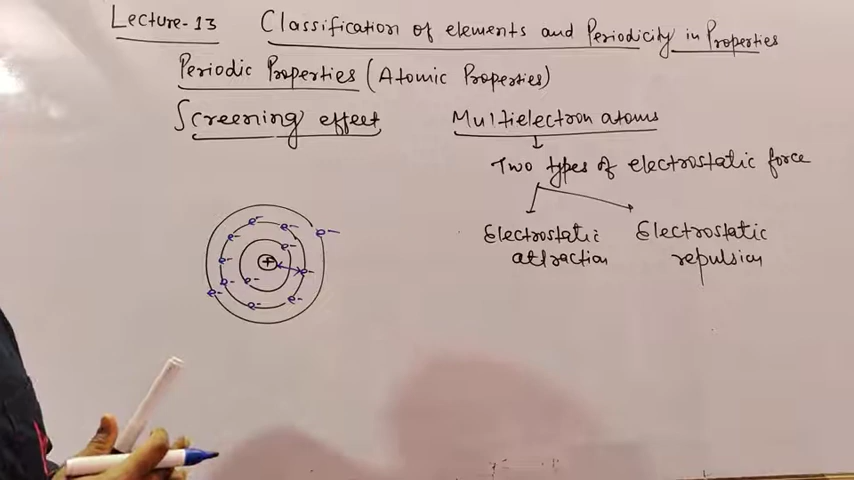 Lecture-13 Classification of elements and Periodicity in Properties
Periodic Properties (Atomic Properties)
Screening effect
Multielectron atoms
Two types of electrostatic force
Electrostatic attraction
Electrostatic repulsion
e-
e-
e-
e-
e-
e-
+
e-
e-
e-
e-
e-
e-